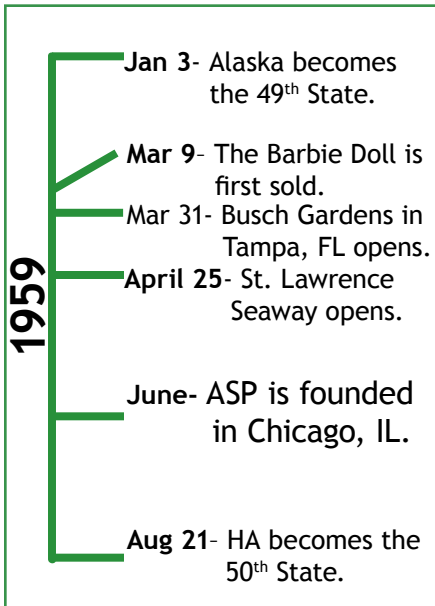 1959
Jan 3- Alaska becomes
the 49th State.
Mar 9– The Barbie Doll is
first sold.
Mar 31- Busch Gardens in
Tampa, FL opens.
April 25- St. Lawrence
Seaway opens.
June- ASP is founded
in Chicago, IL.
Aug 21– HA becomes the
50th State.